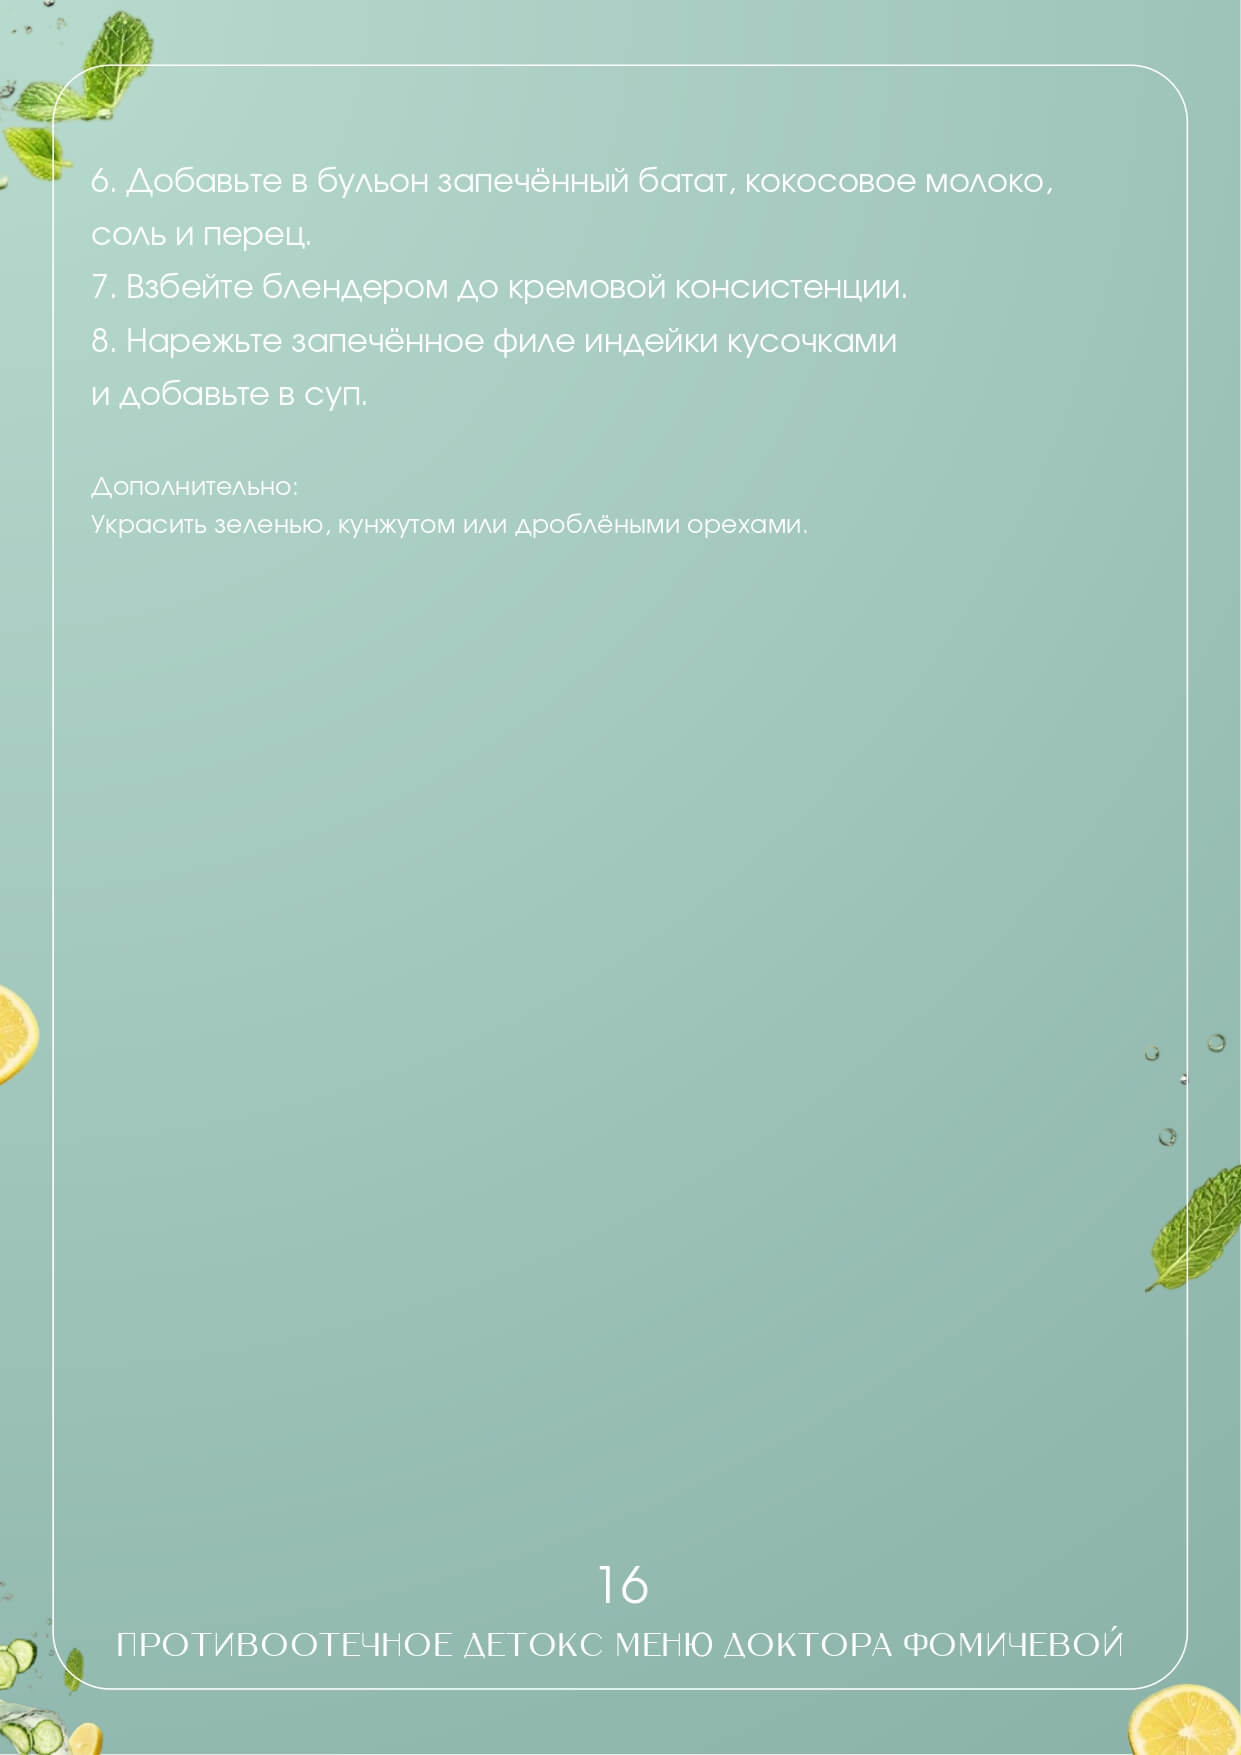 6. Добавьте в бульон запечённый батат, кокосовое молоко,
соль и перец.
7. Взбейте блендером до кремовой консистенции.
8. Нарежьте запечённое филе индейки кусочками
и добавьте в суп.
Дополнительно:
Украсить зеленью, кунжутом или дроблёными орехами.
16
ПРОТИВООТЕЧНОЕ ДЕТОКС МЕНЮ ДОКТОРА ФОМИЧЕВОЙ